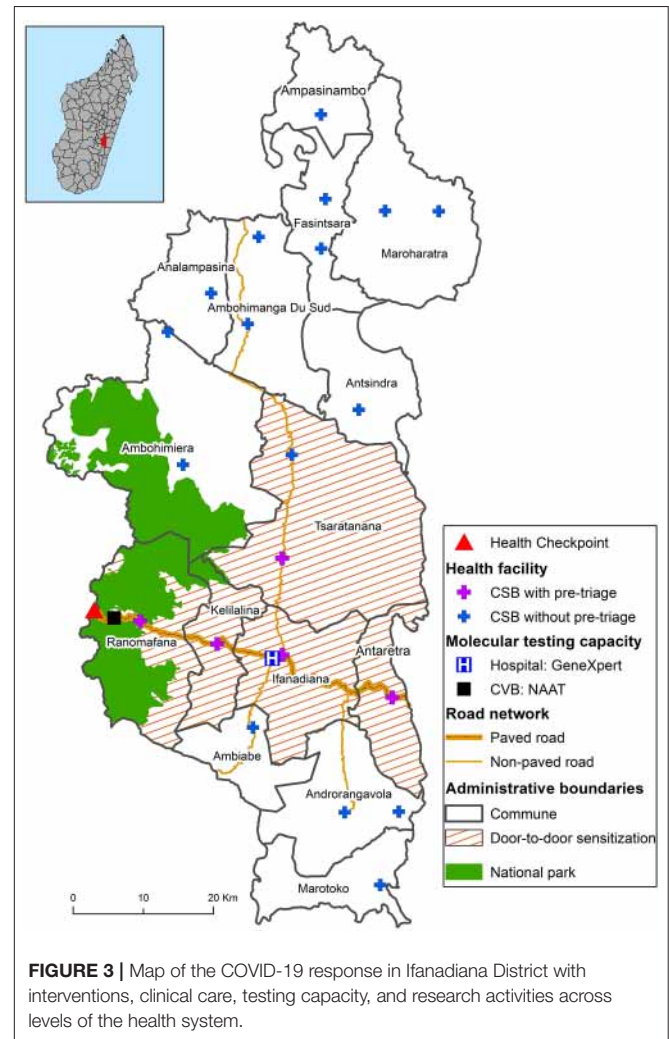 Ampasinambo
Fasintsara
Maroharatra
Analampasina
Ambohimanga Du Sud
Antsindra
Ambohimiera
Tsaratanana
Kelilalina
Ranomafana
Antaretra
H
Ifanadiana
Ambiabe
Androrangavola
Marotoko
Health Checkpoint
Health facility
CSB with pre-triage
CSB without pre-triage
Molecular testing capacity
H Hospital: GeneXpert
CVB: NAAT
Road network
Paved road
Non-paved road
Administrative boundaries
Commune
Door-to-door sensitization
National park
0 10 20 Km
FIGURE 3 | Map of the COVID-19 response in Ifanadiana District with
interventions, clinical care, testing capacity, and research activities across
levels of the health system.